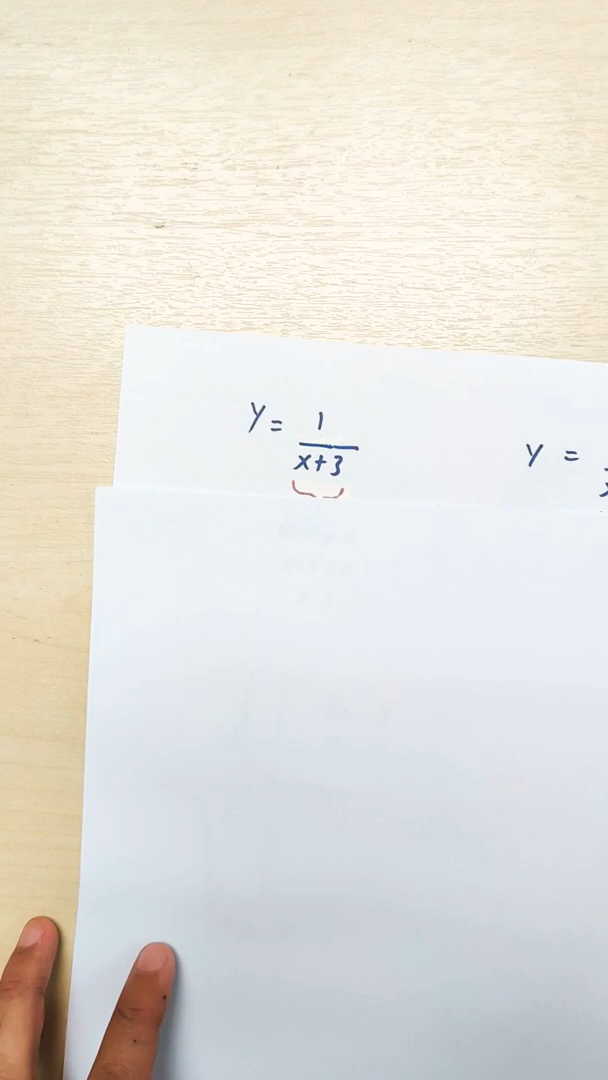 y = 1/(x+3)
y =